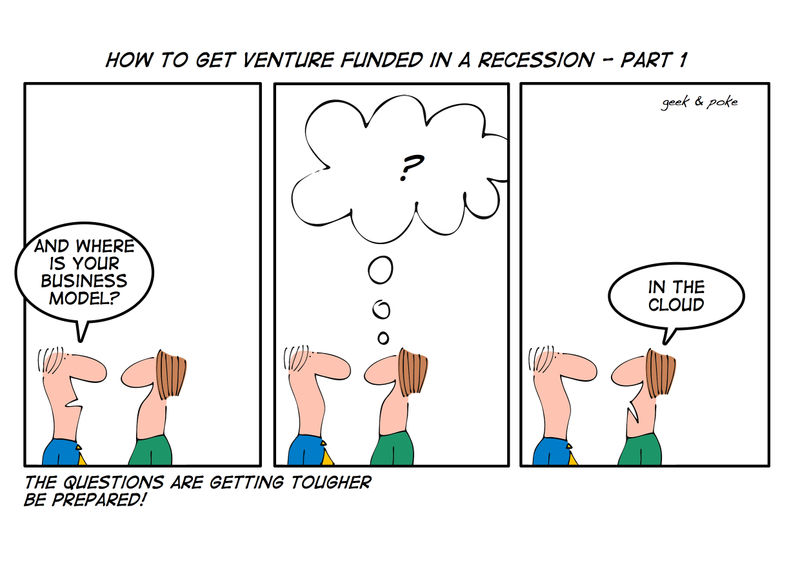 HOW TO GET VENTURE FUNDED IN A RECESSION - PART 1
AND WHERE
IS YOUR
BUSINESS
MODEL?
?
geek & poke
IN THE
CLOUD
THE QUESTIONS ARE GETTING TOUGHER
BE PREPARED!